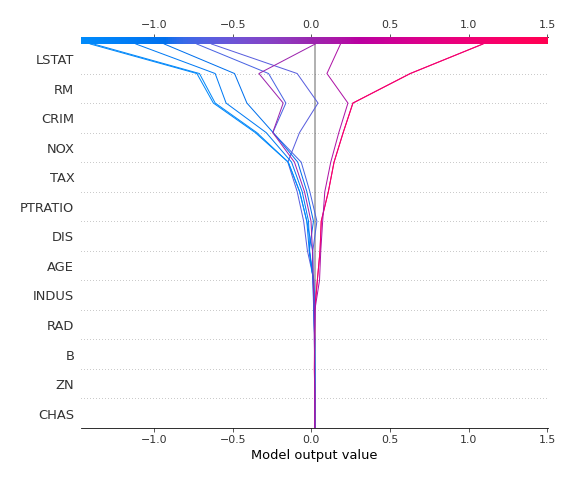 −1.0 −0.5 0.0 0.5 1.0 1.5
LSTAT
RM
CRIM
NOX
TAX
PTRATIO
DIS
AGE
INDUS
RAD
B
ZN
CHAS
−1.0 −0.5 0.0 0.5 1.0 1.5
Model output value